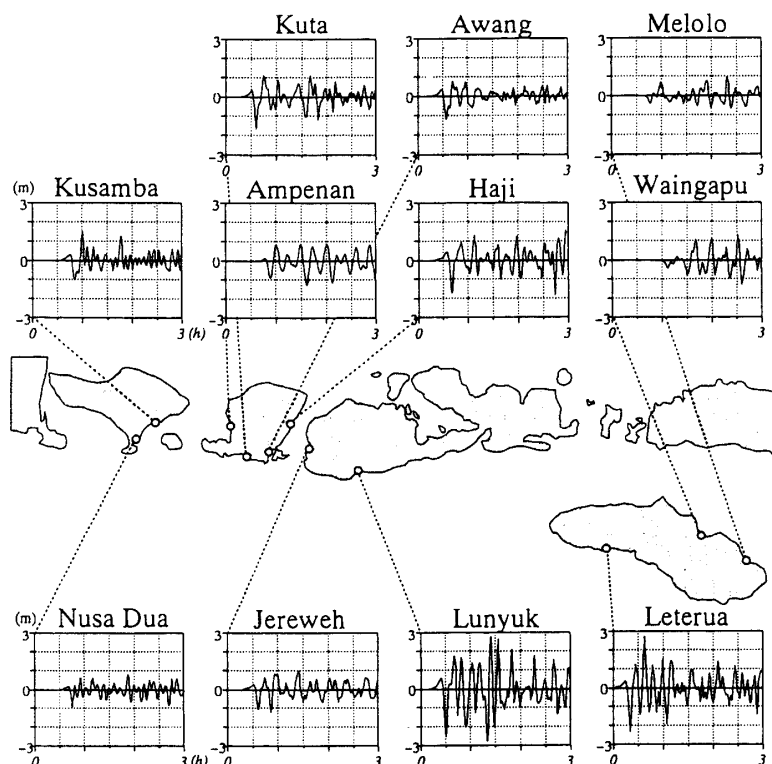 Kuta Awang Melolo
3 3 3
0 0 0
-3 -3 -3
0 3 0 3 0 3
(m) Kusamba Ampenan Haji Waingapu
3 3 3 3
0 0 0 0
-3 -3 -3 -3
0 3 (h) 0 3 0 3 0 3
(m) Nusa Dua Jereweh Lunyuk Leterua
3 3 3 3
0 0 0 0
-3 -3 -3 -3
0 3 (h) 0 3 0 3 0 3